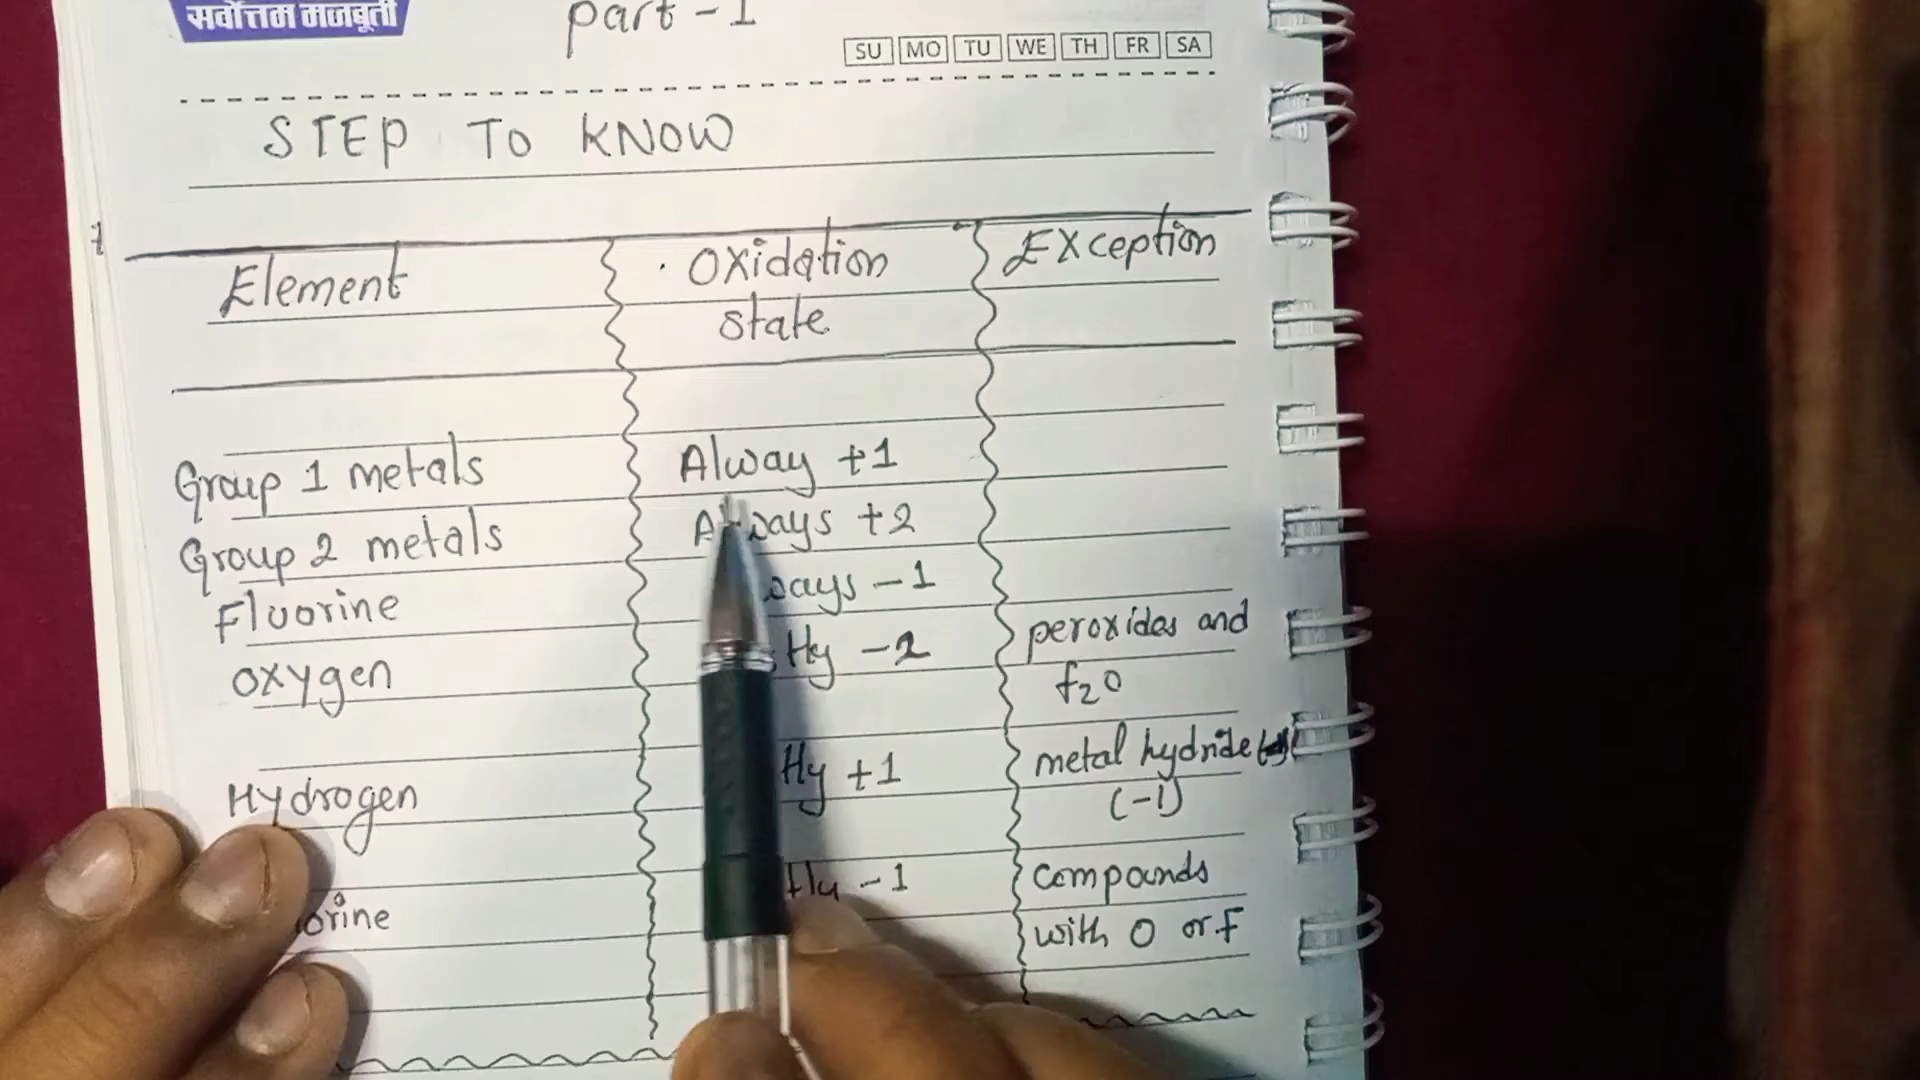 सर्वोत्तम मजबूती
part-1
SU MO TU WE TH FR SA
STEP TO KNOW
1
Element Oxidation state Exception
Group 1 metals Alway +1
Group 2 metals Always +2
Fluorine -1
Oxygen -2 peroxides and
f2o
Hydrogen +1 metal hydride
(-1)
-1 compounds
with O or F